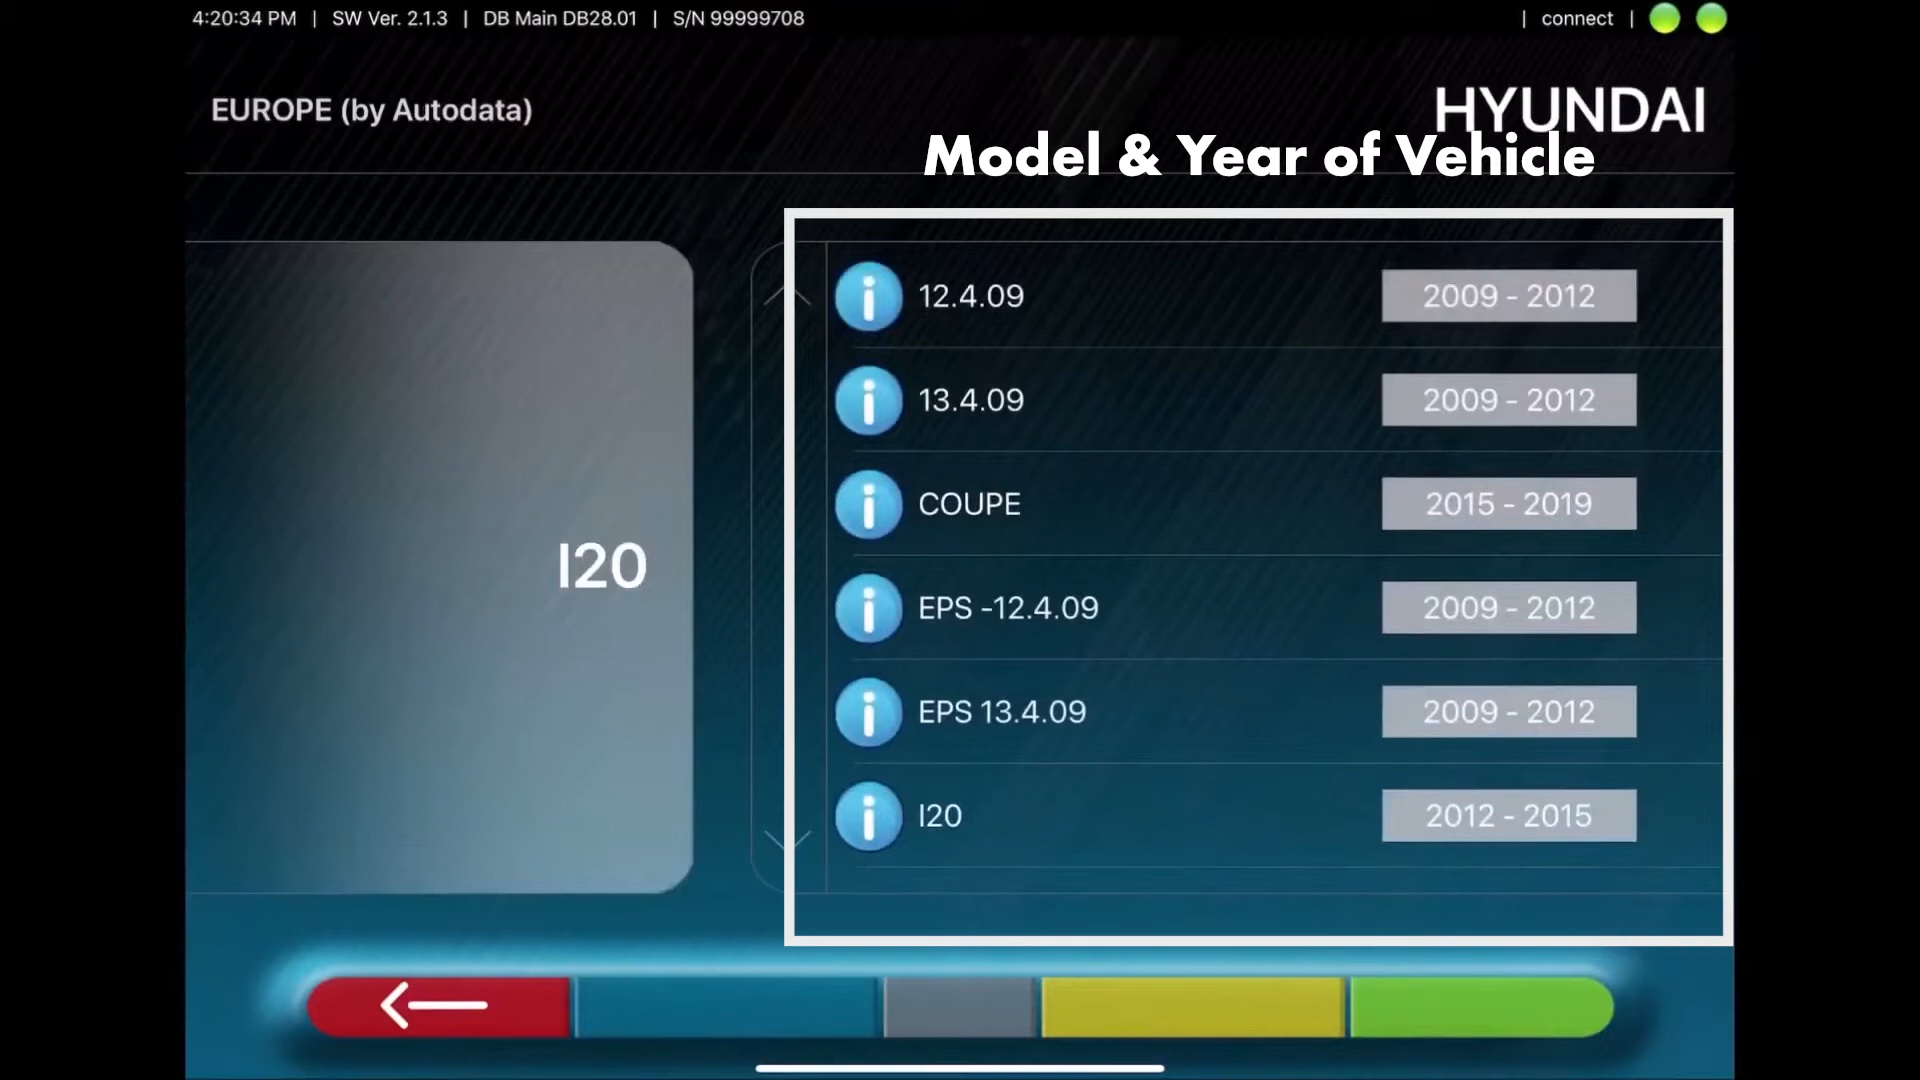 4:20:34 PM | SW Ver. 2.1.3 | DB Main DB28.01 | S/N 99999708 | connect |
EUROPE (by Autodata)
HYUNDAI
Model & Year of Vehicle
I20
12.4.09 2009 - 2012
13.4.09 2009 - 2012
COUPE 2015 - 2019
EPS -12.4.09 2009 - 2012
EPS 13.4.09 2009 - 2012
I20 2012 - 2015